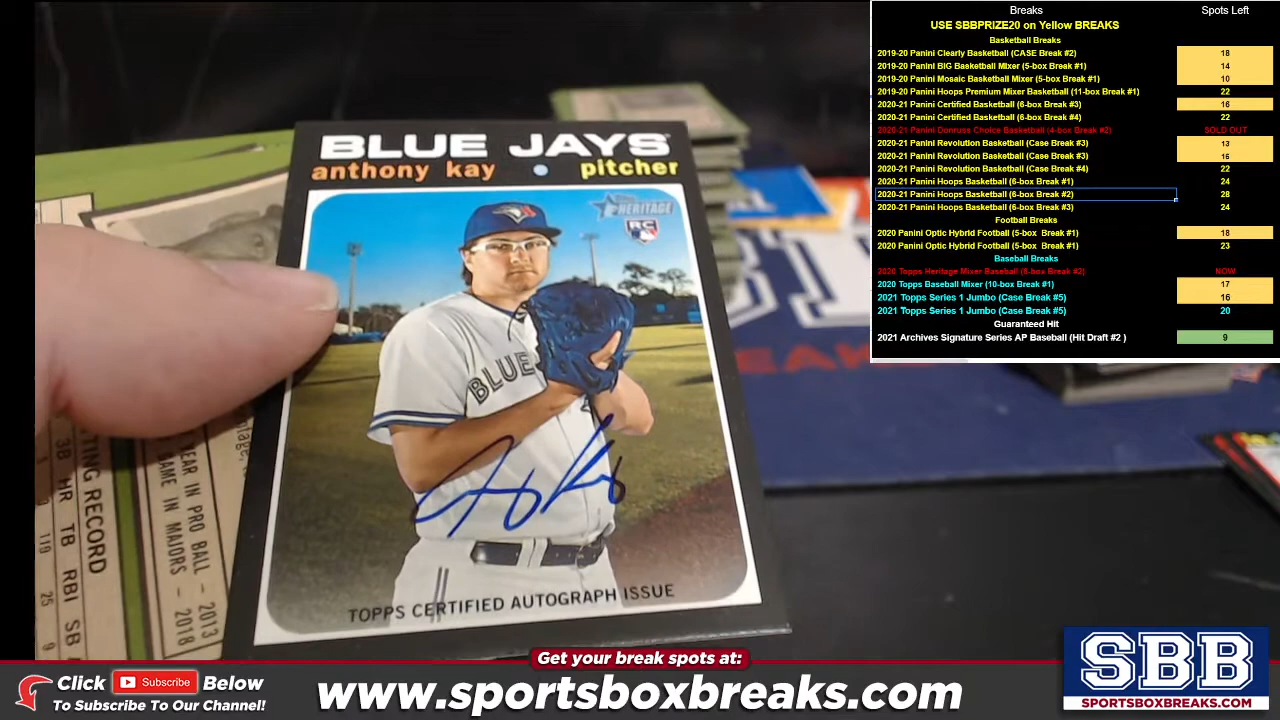 BLUE JAYS
anthony kay pitcher
HERITAGE
RC
BLUE
TOPPS CERTIFIED AUTOGRAPH ISSUE
TING RECORD
3B HR TB RBI SB
YEAR IN PRO BALL - 2013
GAME IN MAJORS - 2018
Breaks Spots Left
USE SBBPRIZE20 on Yellow BREAKS
Basketball Breaks
2019-20 Panini Clearly Basketball (CASE Break #2) 18
2019-20 Panini BIG Basketball Mixer (5-box Break #1) 14
2019-20 Panini Mosaic Basketball Mixer (5-box Break #1) 10
2019-20 Panini Hoops Premium Mixer Basketball (11-box Break #1) 22
2020-21 Panini Certified Basketball (6-box Break #3) 16
2020-21 Panini Certified Basketball (6-box Break #4) 22
2020-21 Panini Donruss Choice Basketball (4-box Break #2) SOLD OUT
2020-21 Panini Revolution Basketball (Case Break #3) 13
2020-21 Panini Revolution Basketball (Case Break #3) 16
2020-21 Panini Revolution Basketball (Case Break #4) 22
2020-21 Panini Hoops Basketball (6-box Break #1) 24
2020-21 Panini Hoops Basketball (6-box Break #2) 28
2020-21 Panini Hoops Basketball (6-box Break #3) 24
Football Breaks
2020 Panini Optic Hybrid Football (5-box Break #1) 18
2020 Panini Optic Hybrid Football (5-box Break #1) 23
Baseball Breaks
2020 Topps Heritage Mixer Baseball (8-box Break #2) NOW
2020 Topps Baseball Mixer (10-box Break #1) 17
2021 Topps Series 1 Jumbo (Case Break #5) 16
2021 Topps Series 1 Jumbo (Case Break #5) 20
Guaranteed Hit
2021 Archives Signature Series AP Baseball (Hit Draft #2 ) 9
Get your break spots at:
Click Subscribe Below
To Subscribe To Our Channel!
www.sportsboxbreaks.com
SBB
SPORTSBOXBREAKS.COM